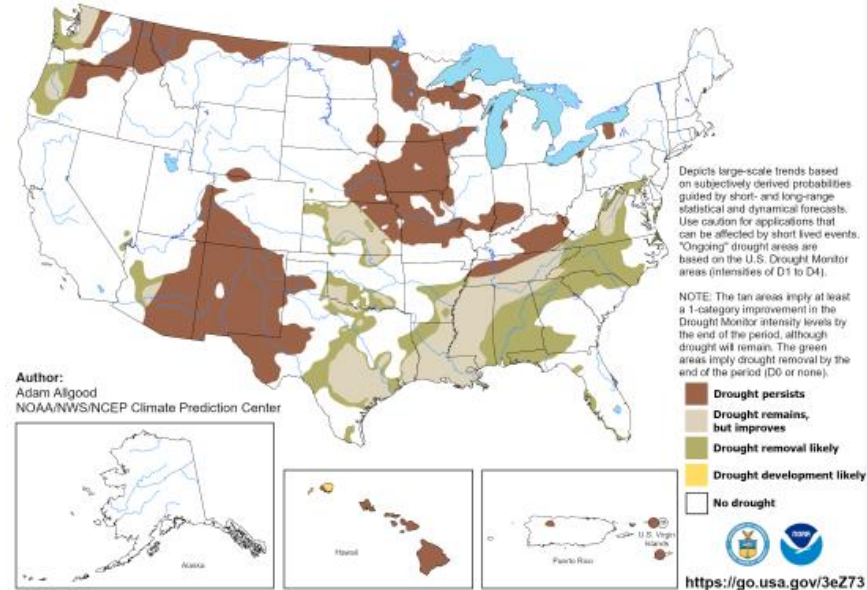 Depicts large-scale trends based
on subjectively derived probabilities
guided by short- and long-range
statistical and dynamical forecasts.
Use caution for applications that
can be affected by short lived events.
"Ongoing" drought areas are
based on the U.S. Drought Monitor
areas (intensities of D1 to D4).
NOTE: The tan areas imply at least
a 1-category improvement in the
Drought Monitor intensity levels by
the end of the period, although
drought will remain. The green
areas imply drought removal by the
end of the period (D0 or none).
Author:
Adam Allgood
NOAA/NWS/NCEP Climate Prediction Center
Drought persists
Drought remains,
but improves
Drought removal likely
Drought development likely
No drought
Alaska
Hawaii
Puerto Rico
U.S. Virgin
Islands
noaa
https://go.usa.gov/3eZ73